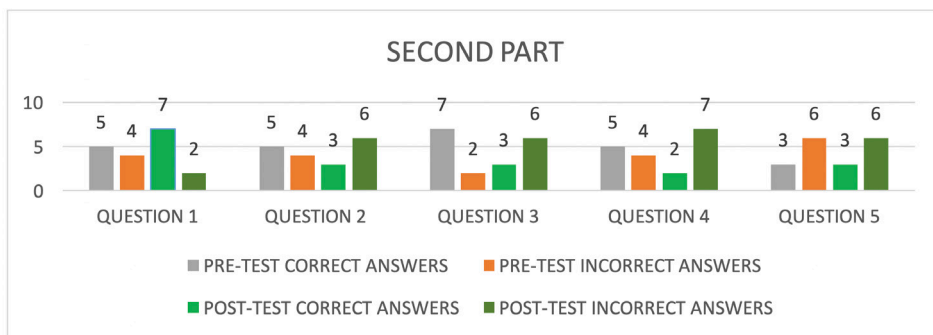 SECOND PART
10
5
0
5 4 7 2
5 4 3 6
7 2 3 6
5 4 2 7
3 6 3 6
QUESTION 1 QUESTION 2 QUESTION 3 QUESTION 4 QUESTION 5
PRE-TEST CORRECT ANSWERS PRE-TEST INCORRECT ANSWERS
POST-TEST CORRECT ANSWERS POST-TEST INCORRECT ANSWERS